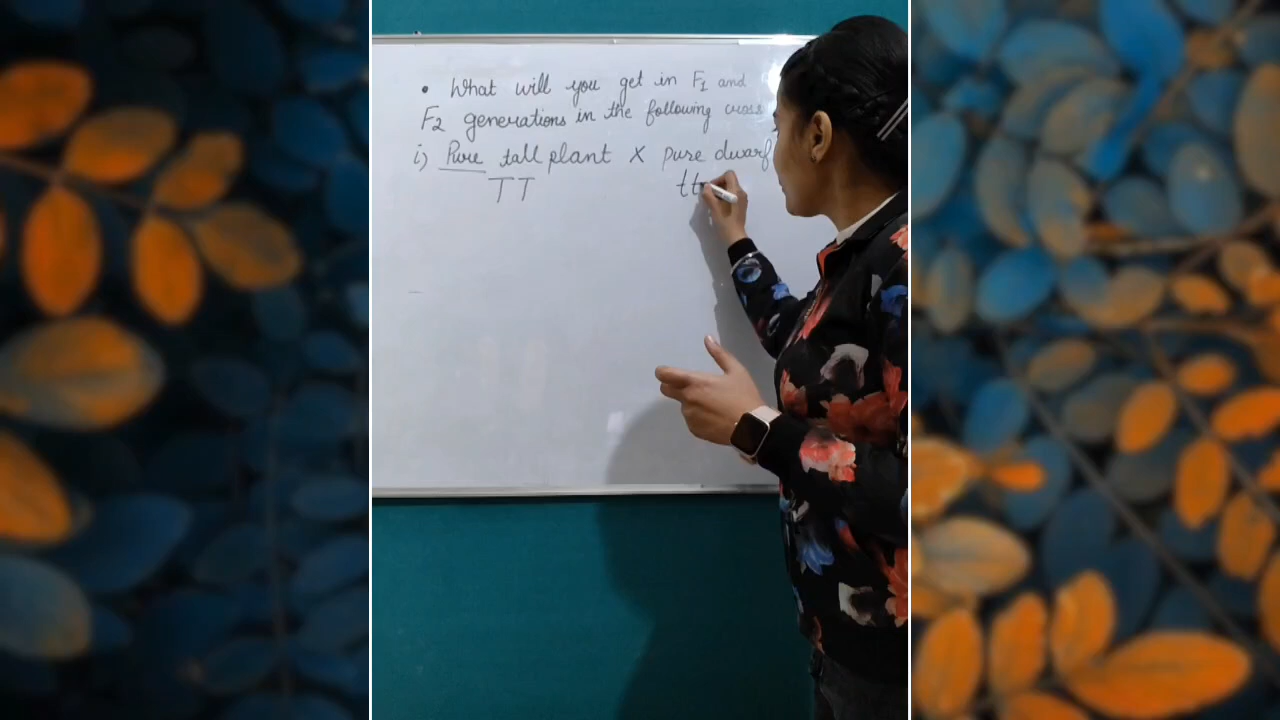 • What will you get in F1 and
F2 generations in the following cross
i) Pure tall plant X pure dwarf
TT tt